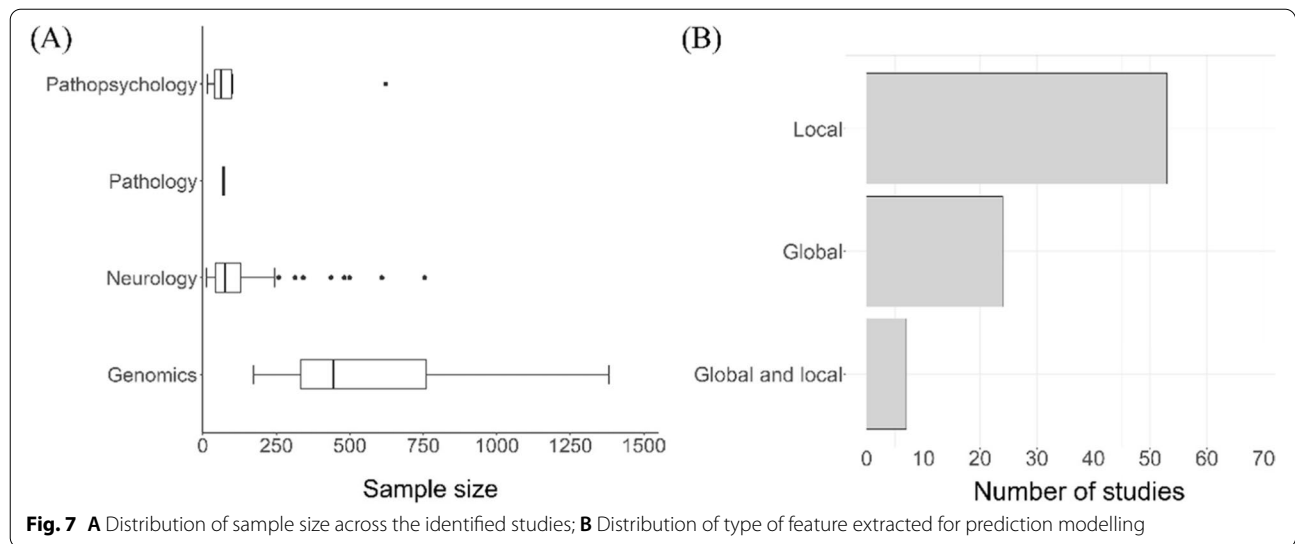 (A)
Pathopsychology
Pathology
Neurology
Genomics
0 250 500 750 1000 1250 1500
Sample size
(B)
Local
Global
Global and local
0 10 20 30 40 50 60 70
Number of studies
Fig. 7 A Distribution of sample size across the identified studies; B Distribution of type of feature extracted for prediction modelling